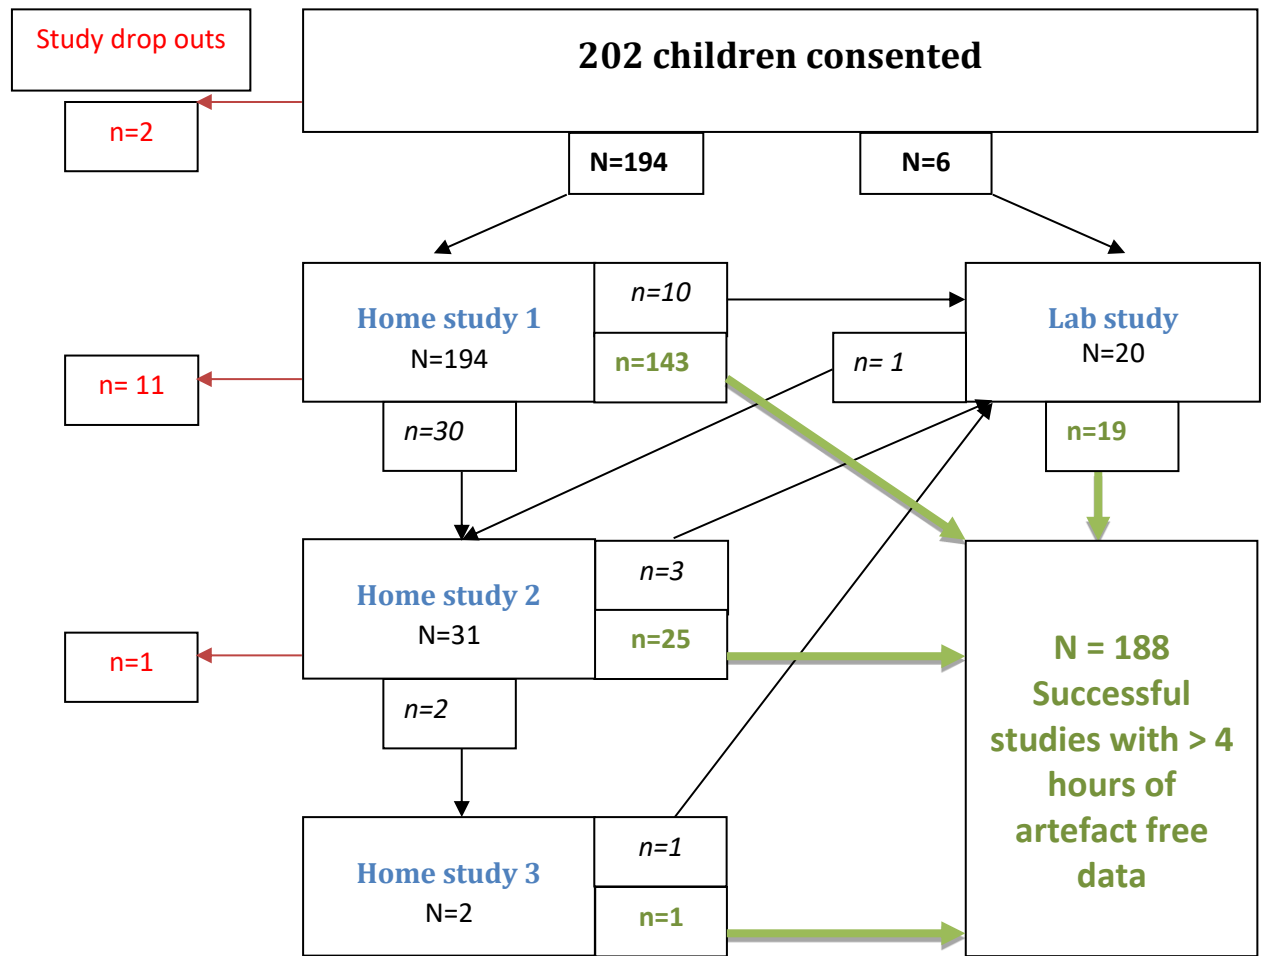 Study drop outs
202 children consented
n=2
N=194
N=6
Home study 1
N=194
n=10
n=143
Lab study
N=20
n= 1
n= 11
n=30
n=19
Home study 2
N=31
n=3
n=25
n=1
n=2
N = 188
Successful
studies with > 4
hours of
artefact free
data
Home study 3
N=2
n=1
n=1